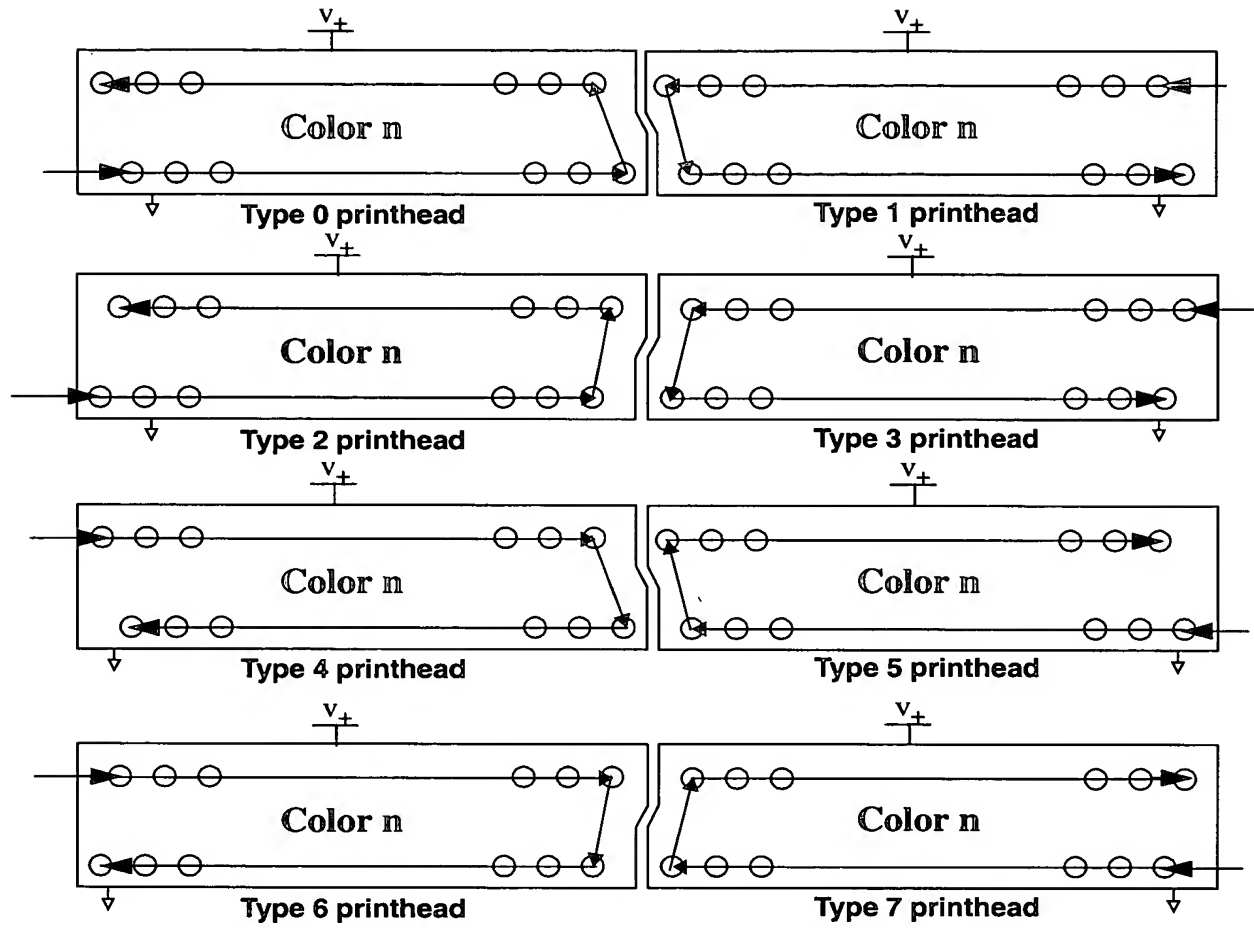 V+ V+
Color n Color n
Type 0 printhead Type 1 printhead
V+ V+
Color n Color n
Type 2 printhead Type 3 printhead
V+ V+
Color n Color n
Type 4 printhead Type 5 printhead
V+ V+
Color n Color n
Type 6 printhead Type 7 printhead